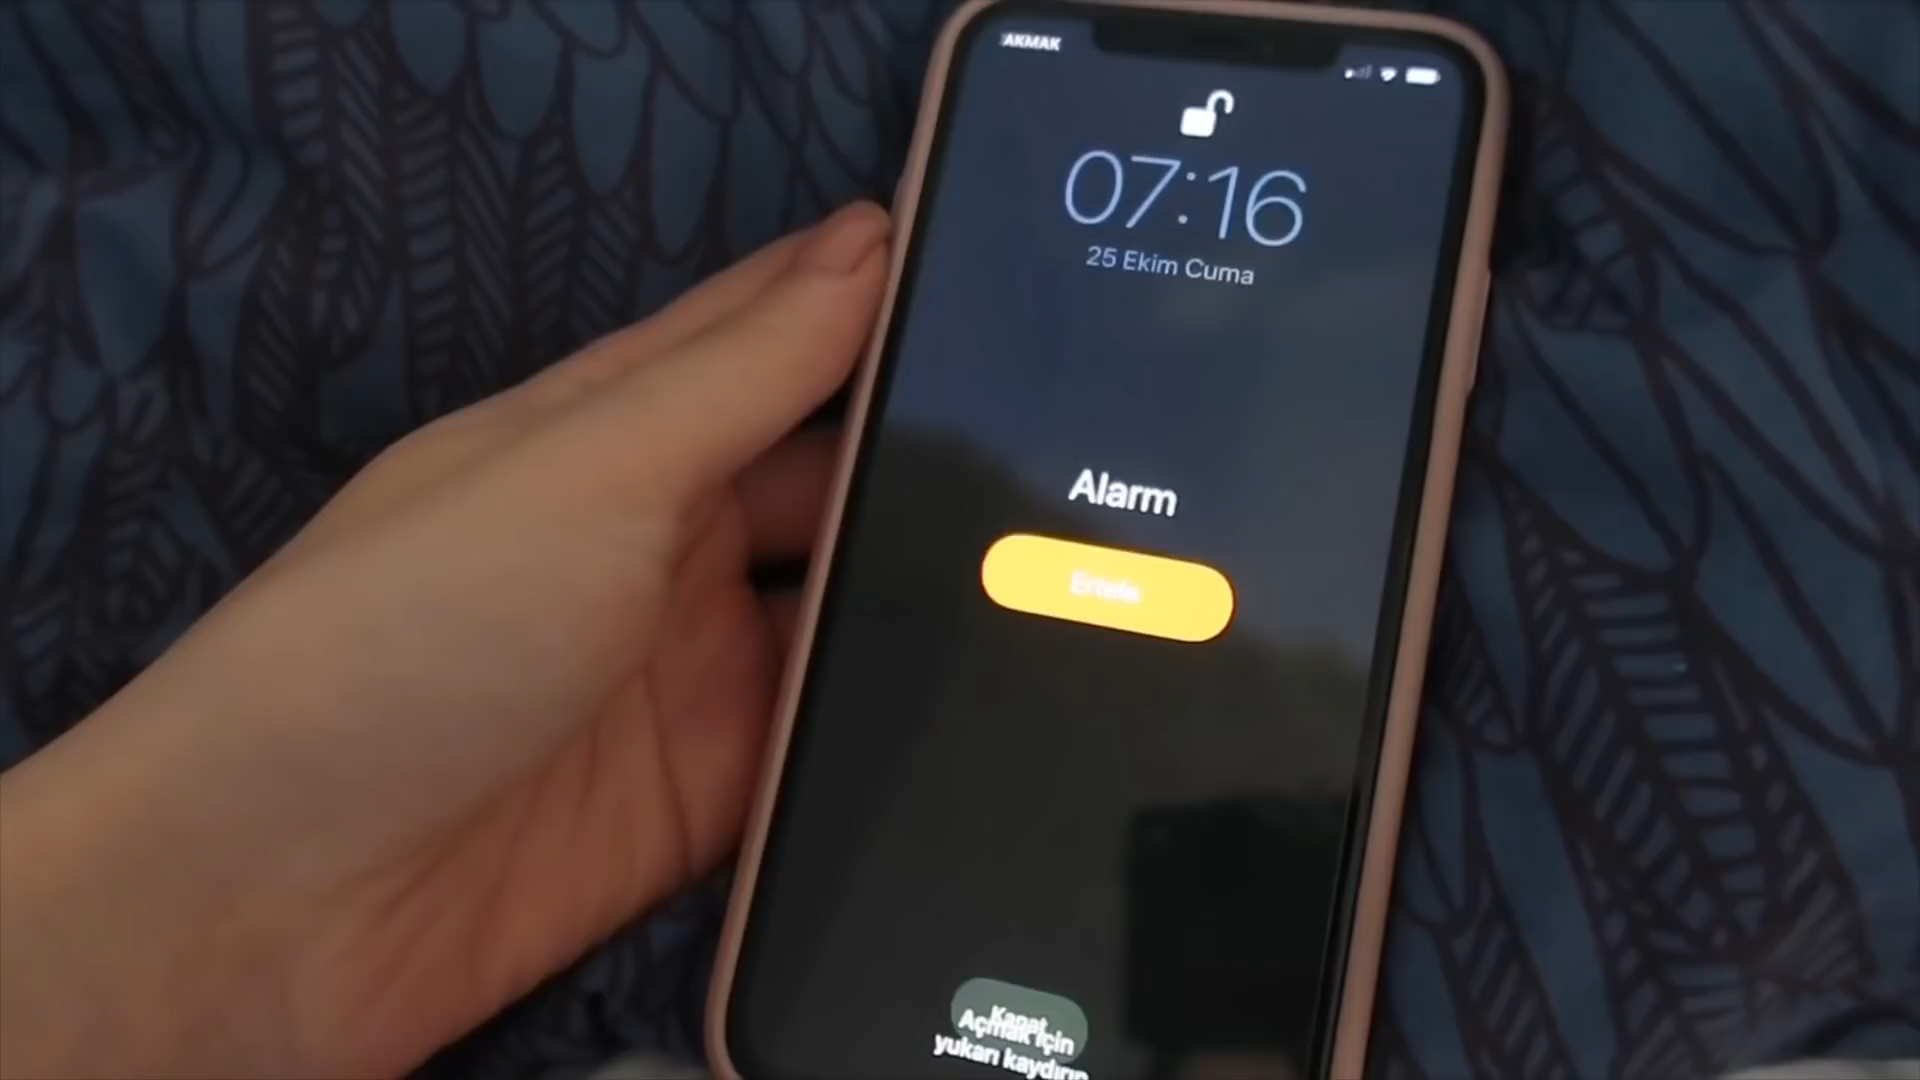 AKMAK
07:16
25 Ekim Cuma
Alarm
Ertele
Kapat
Açmak için
yukarı kaydırın